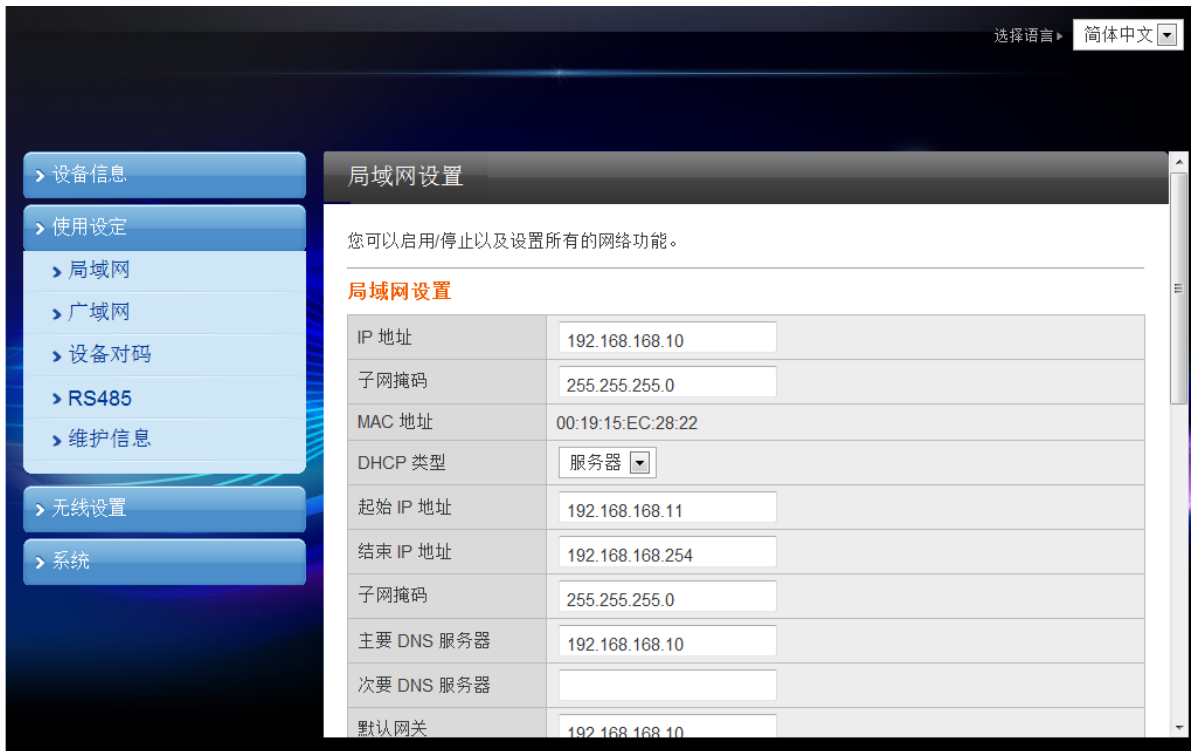 选择语言 简体中文
设备信息
使用设定
局域网
广域网
设备对码
RS485
维护信息
无线设置
系统
局域网设置
您可以启用/停止以及设置所有的网络功能。
局域网设置
IP 地址 192.168.168.10
子网掩码 255.255.255.0
MAC 地址 00:19:15:EC:28:22
DHCP 类型 服务器
起始 IP 地址 192.168.168.11
结束 IP 地址 192.168.168.254
子网掩码 255.255.255.0
主要 DNS 服务器 192.168.168.10
次要 DNS 服务器
默认网关 192.168.168.10